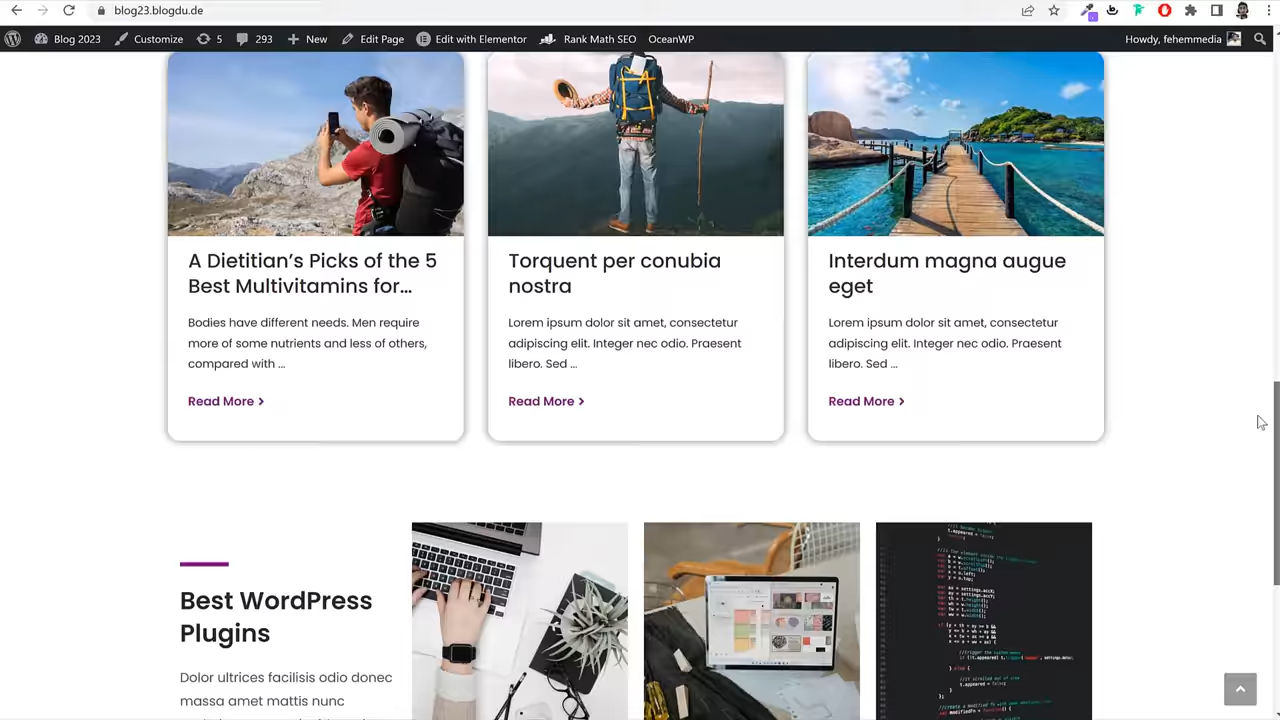 blog23.blogdu.de
Blog 2023 Customize 5 293 New Edit Page Edit with Elementor Rank Math SEO OceanWP Howdy, fehemmedia
A Dietitian’s Picks of the 5
Best Multivitamins for...
Bodies have different needs. Men require
more of some nutrients and less of others,
compared with ...
Read More
Torquent per conubia
nostra
Lorem ipsum dolor sit amet, consectetur
adipiscing elit. Integer nec odio. Praesent
libero. Sed ...
Read More
Interdum magna augue
eget
Lorem ipsum dolor sit amet, consectetur
adipiscing elit. Integer nec odio. Praesent
libero. Sed ...
Read More
Best WordPress
Plugins
Dolor ultrices facilisis odio donec
massa amet mattis nunc